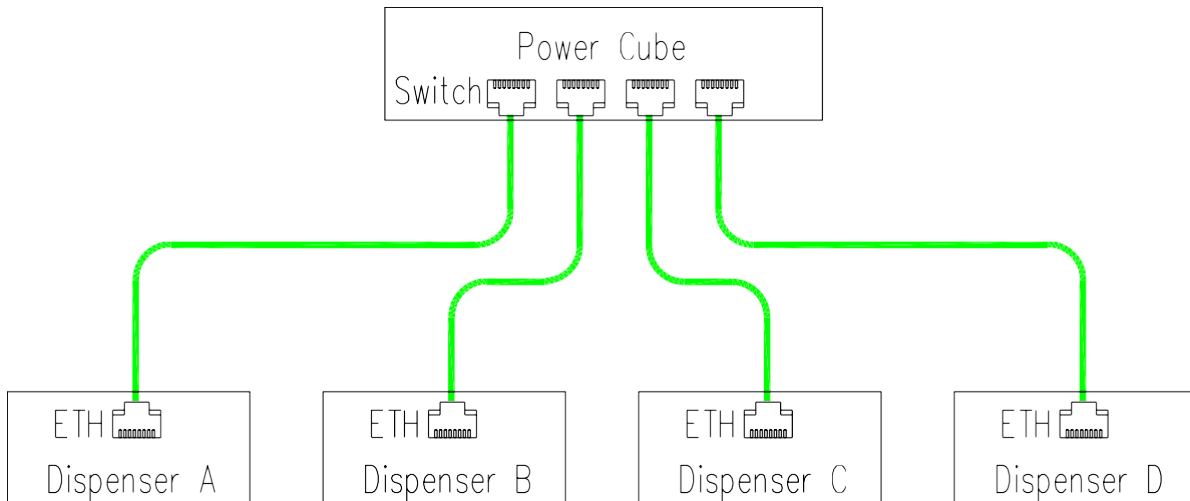 Power Cube
Switch
ETH
ETH
ETH
ETH
Dispenser A
Dispenser B
Dispenser C
Dispenser D